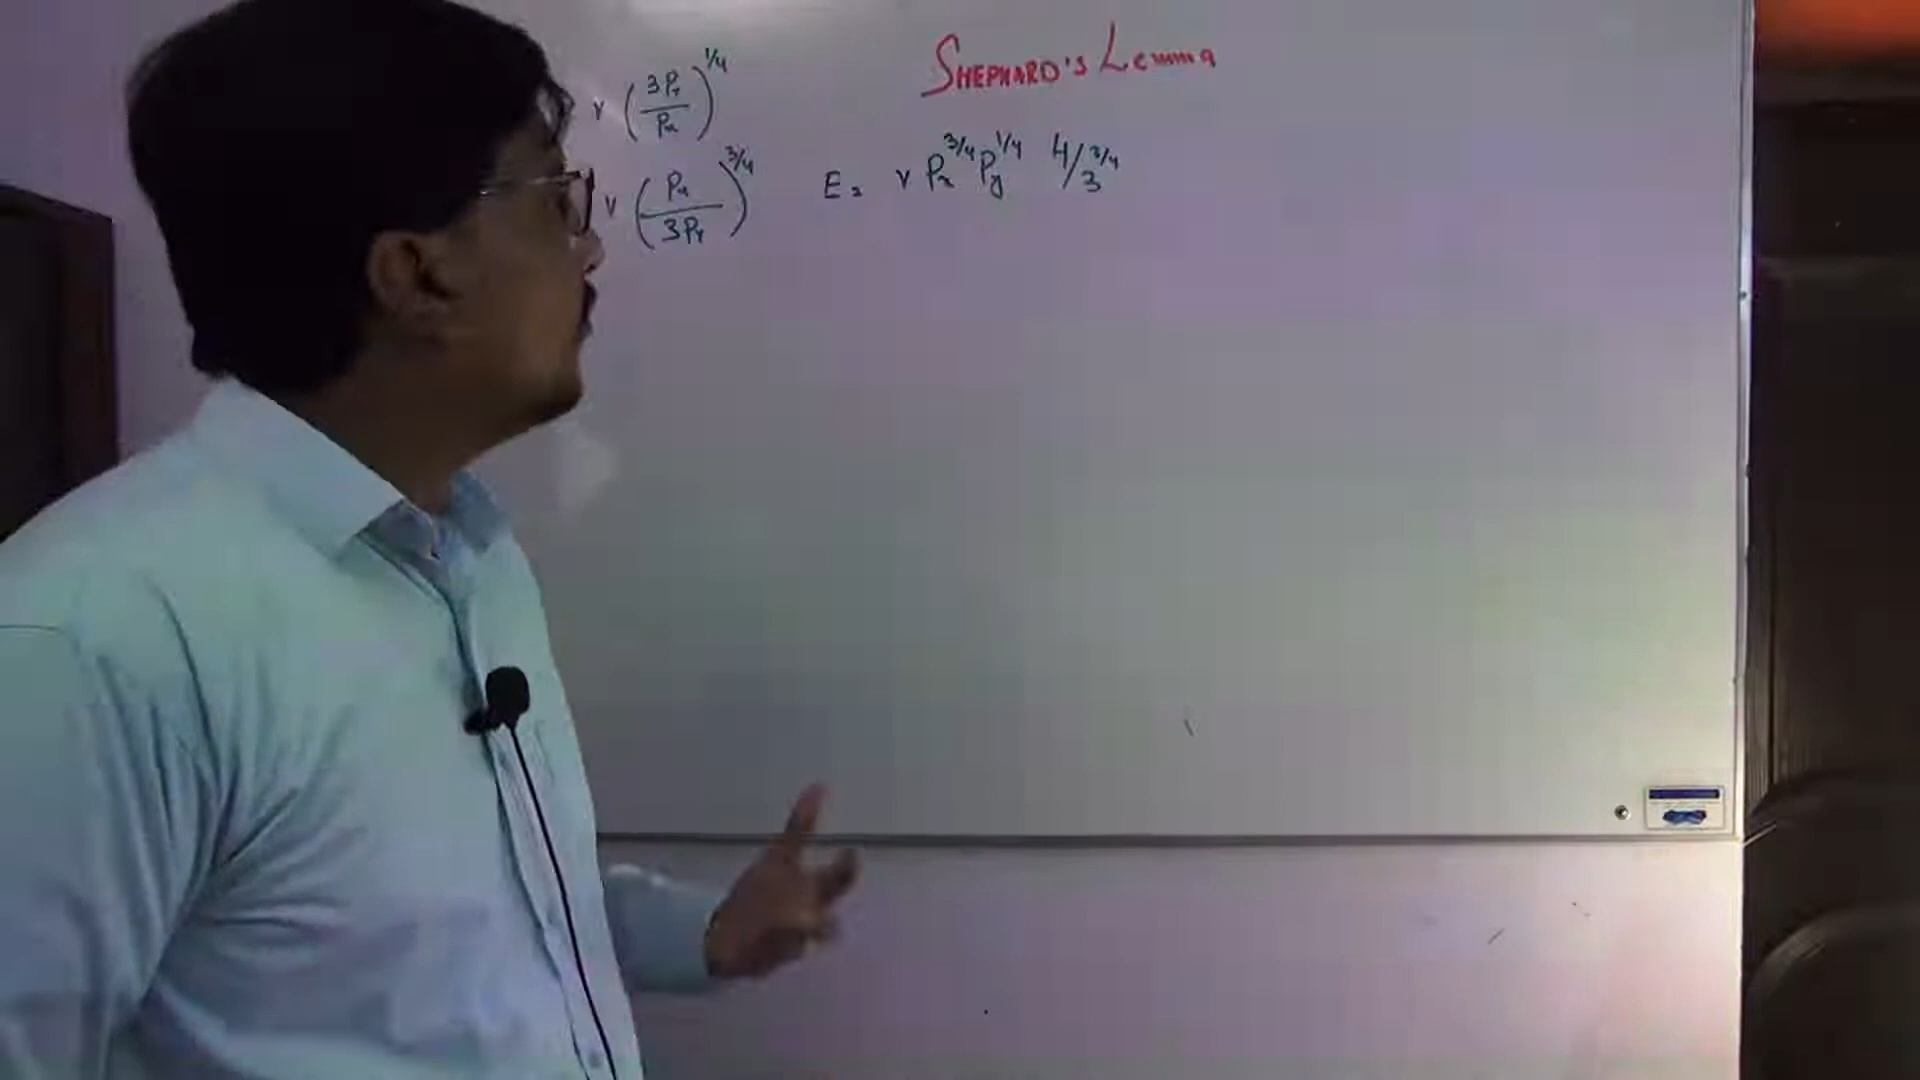 SHEPHARD'S Lemma
v (3Py/Px)^1/4
v (Px/3Py)^3/4
E = v Px^3/4 Py^1/4 4/3^3/4